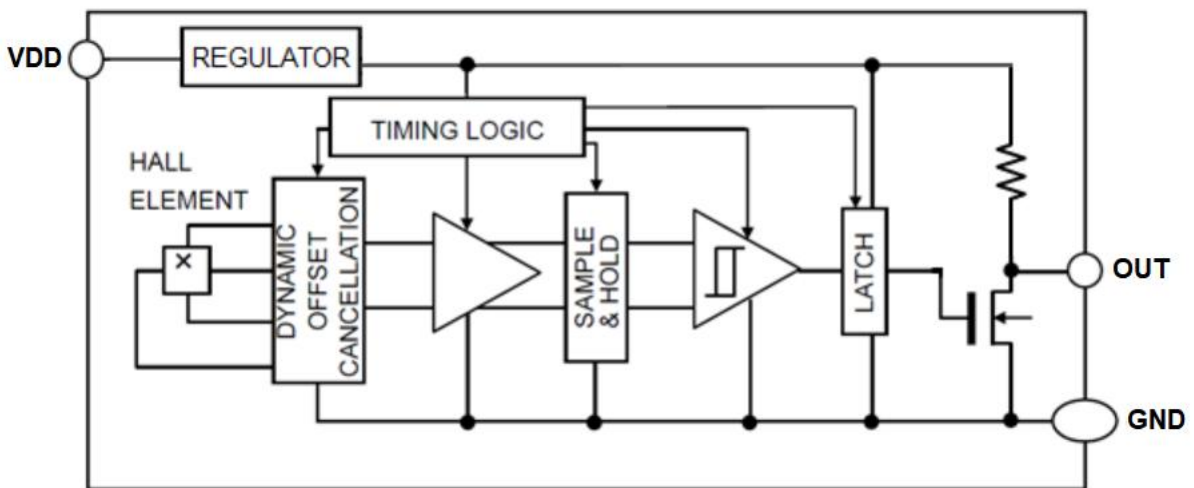 VDD
REGULATOR
TIMING LOGIC
HALL
ELEMENT
DYNAMIC
OFFSET
CANCELLATION
SAMPLE
& HOLD
LATCH
OUT
GND